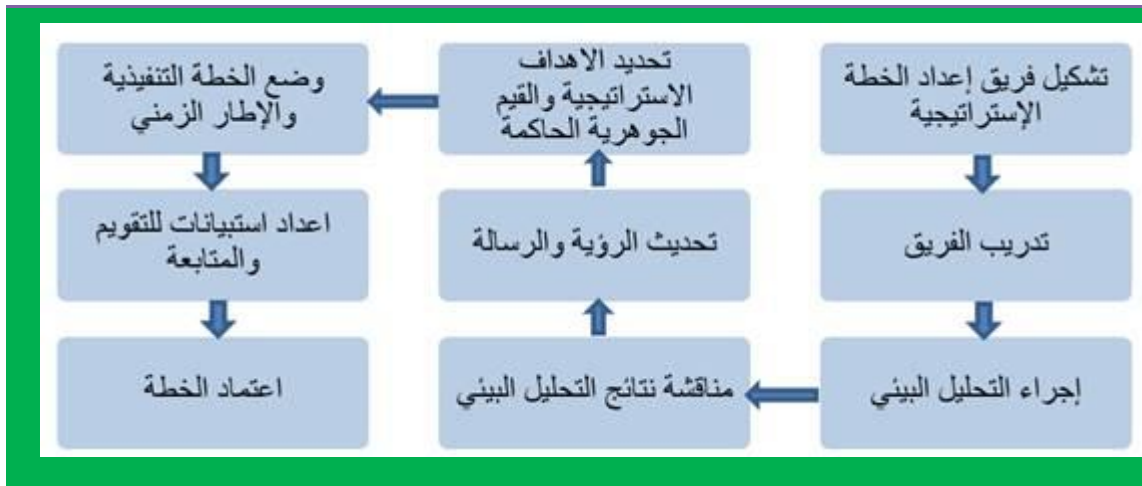 تشكيل فريق إعداد الخطة
الإستراتيجية
تدريب الفريق
إجراء التحليل البيئي
مناقشة نتائج التحليل البيئي
تحديث الرؤية والرسالة
تحديد الاهداف
الاستراتيجية والقيم
الجوهرية الحاكمة
وضع الخطة التنفيذية
والإطار الزمني
اعداد استبيانات للتقويم
والمتابعة
اعتماد الخطة